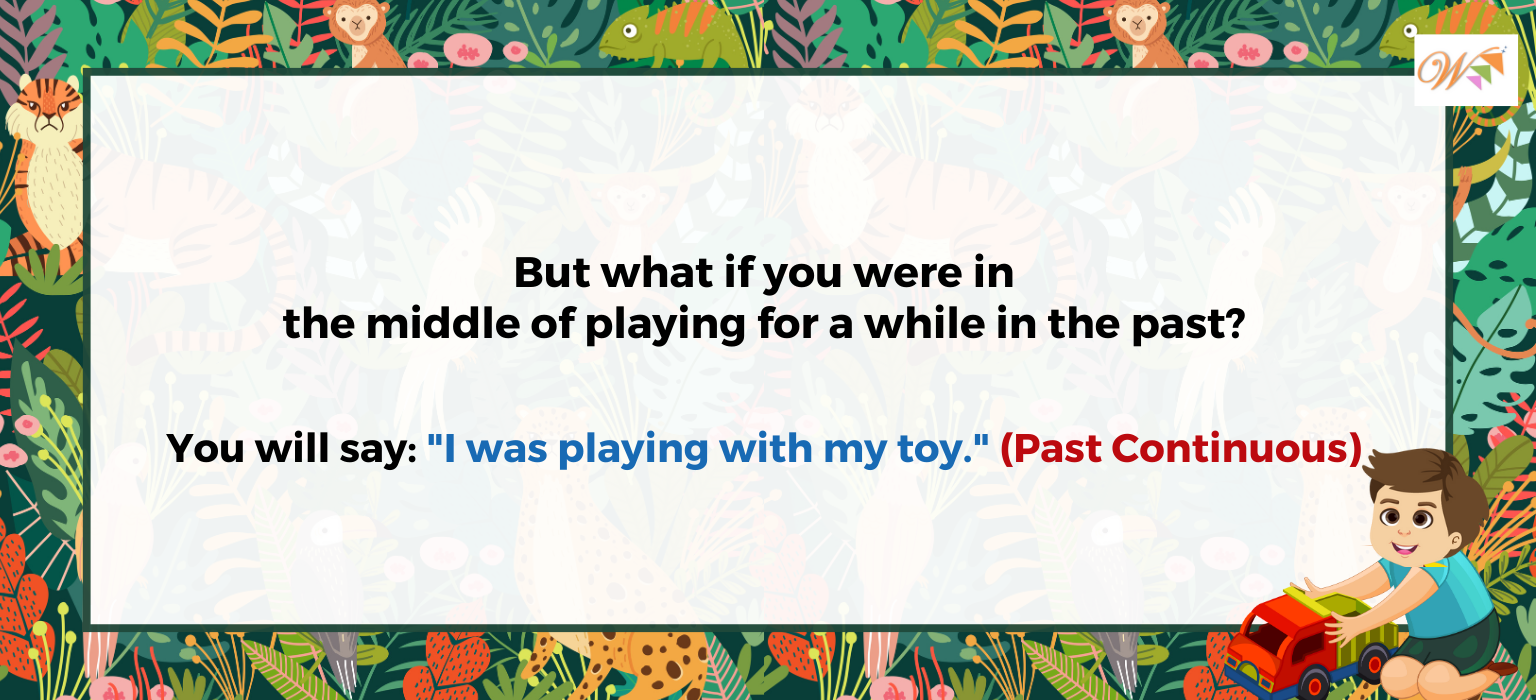 W
But what if you were in
the middle of playing for a while in the past?
You will say: "I was playing with my toy." (Past Continuous)